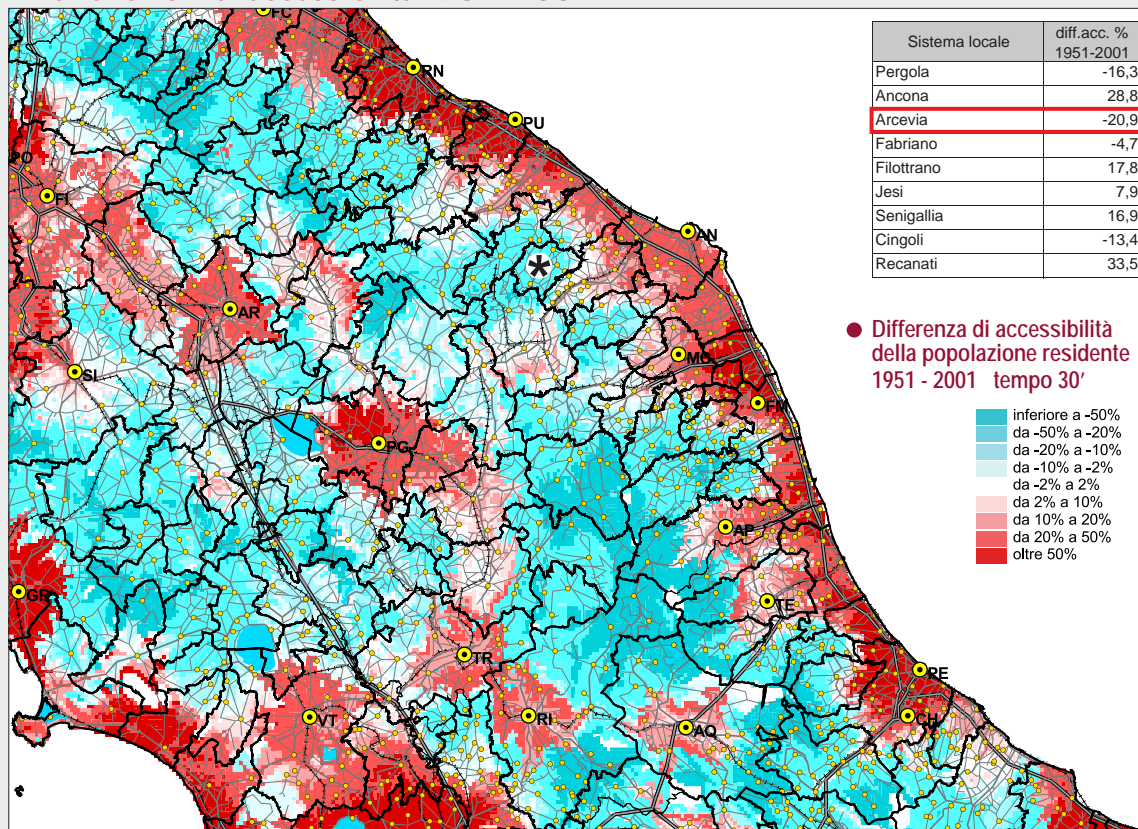 Sistema locale
diff.acc. %
1951-2001
Pergola -16,3
Ancona 28,8
Arcevia -20,9
Fabriano -4,7
Filottrano 17,8
Jesi 7,9
Senigallia 16,9
Cingoli -13,4
Recanati 33,5
● Differenza di accessibilità
della popolazione residente
1951 - 2001 tempo 30'
inferiore a -50%
da -50% a -20%
da -20% a -10%
da -10% a -2%
da -2% a 2%
da 2% a 10%
da 10% a 20%
da 20% a 50%
oltre 50%
FC
RN
PU
PO
FI
AN
*
AR
MC
SI
FM
PG
AP
GR
TE
TR
PE
VT
RI
AQ
CH